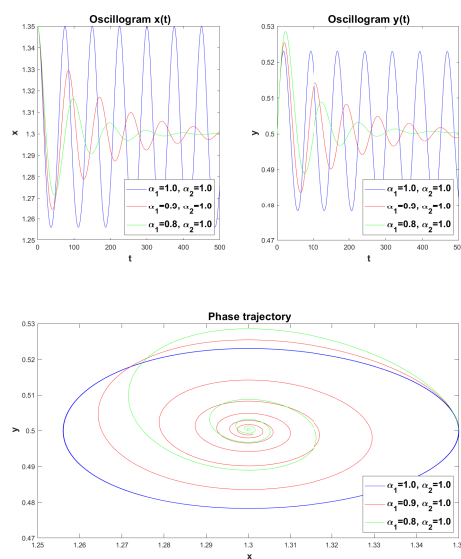 Oscillogram x(t)
1.35
1.34
1.33
1.32
1.31
1.3
1.29
1.28
1.27
1.26
1.25
x
0 100 200 300 400 500
t
α1=1.0, α2=1.0
α1=0.9, α2=1.0
α1=0.8, α2=1.0
Oscillogram y(t)
0.53
0.52
0.51
0.5
0.49
0.48
0.47
y
0 100 200 300 400 500
t
α1=1.0, α2=1.0
α1=0.9, α2=1.0
α1=0.8, α2=1.0
Phase trajectory
0.53
0.52
0.51
0.5
0.49
0.48
0.47
y
1.25 1.26 1.27 1.28 1.29 1.3 1.31 1.32 1.33 1.34 1.35
x
α1=1.0, α2=1.0
α1=0.9, α2=1.0
α1=0.8, α2=1.0